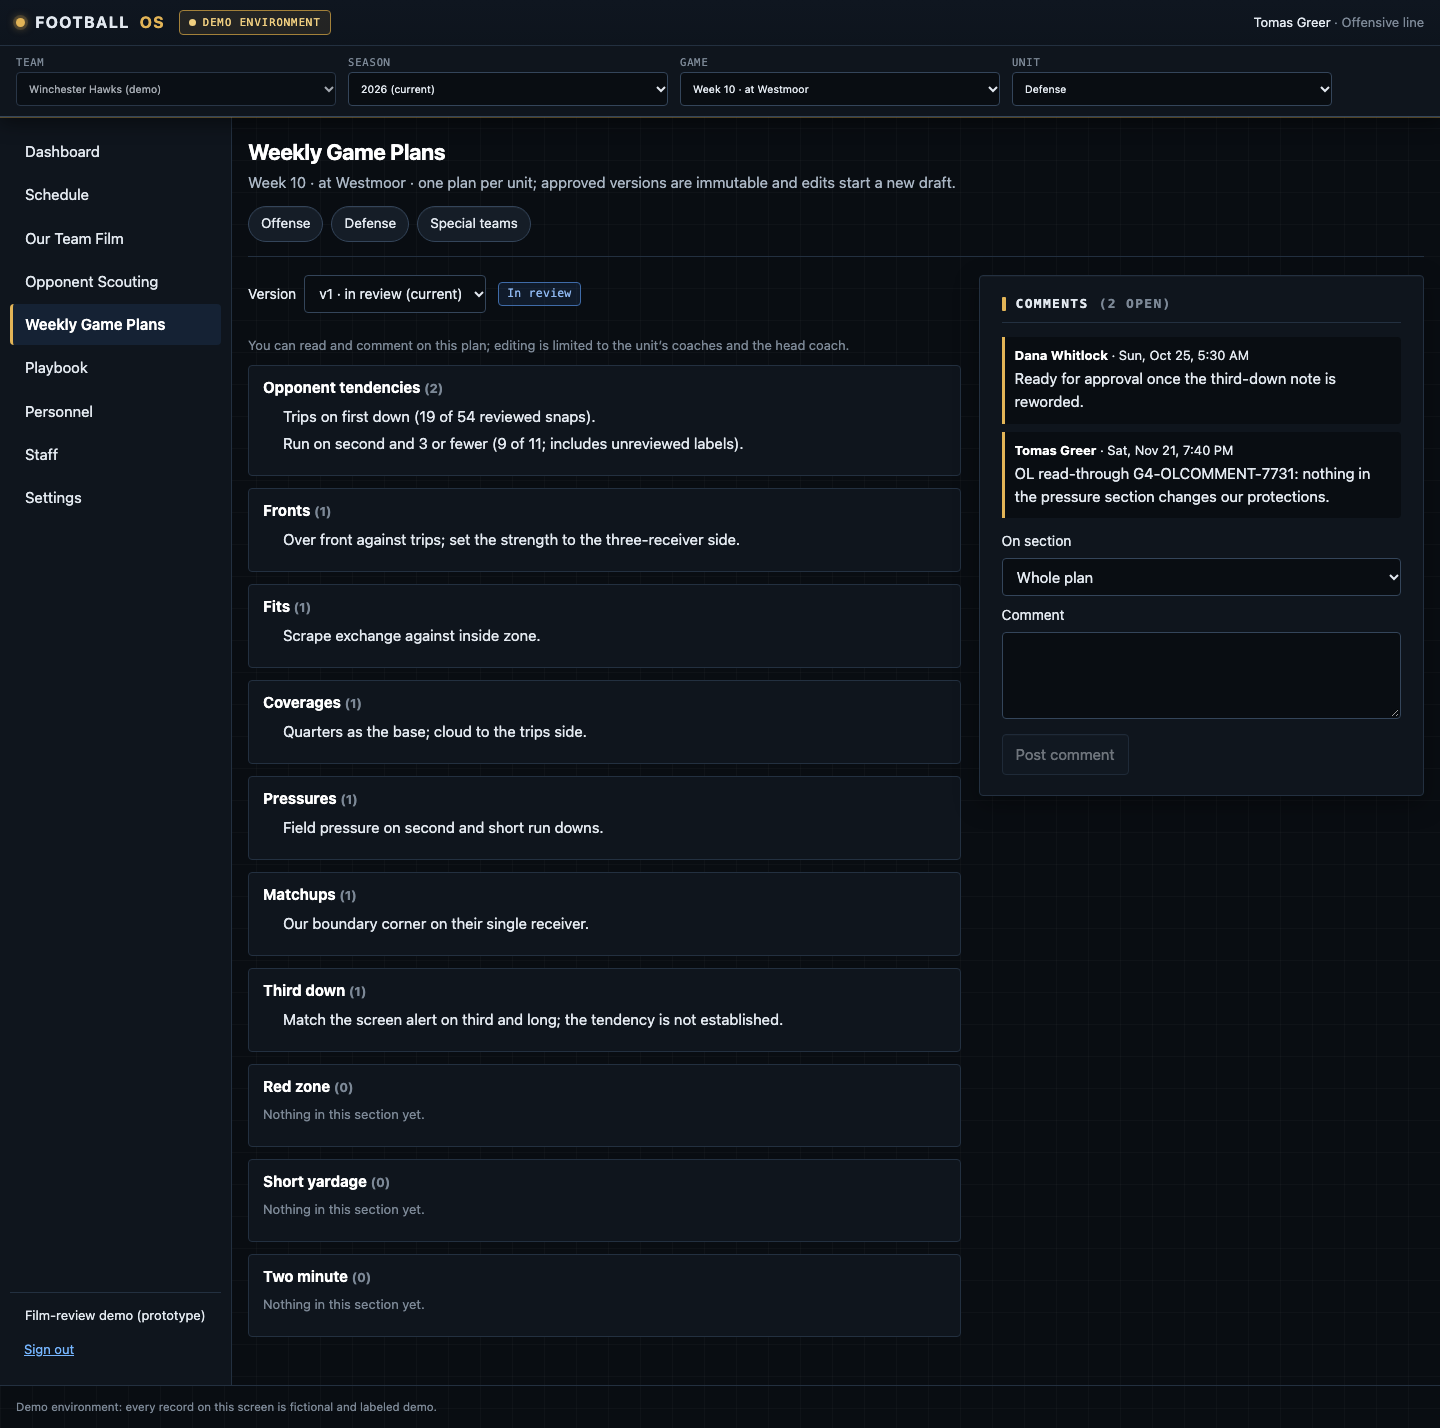 FOOTBALL OS
DEMO ENVIRONMENT
Tomas Greer · Offensive line
TEAM
Winchester Hawks (demo)
SEASON
2026 (current)
GAME
Week 10 · at Westmoor
UNIT
Defense
Dashboard
Schedule
Our Team Film
Opponent Scouting
Weekly Game Plans
Playbook
Personnel
Staff
Settings
Film-review demo (prototype)
Sign out
Weekly Game Plans
Week 10 · at Westmoor · one plan per unit; approved versions are immutable and edits start a new draft.
Offense
Defense
Special teams
Version
v1 · in review (current)
In review
You can read and comment on this plan; editing is limited to the unit's coaches and the head coach.
Opponent tendencies (2)
Trips on first down (19 of 54 reviewed snaps).
Run on second and 3 or fewer (9 of 11; includes unreviewed labels).
Fronts (1)
Over front against trips; set the strength to the three-receiver side.
Fits (1)
Scrape exchange against inside zone.
Coverages (1)
Quarters as the base; cloud to the trips side.
Pressures (1)
Field pressure on second and short run downs.
Matchups (1)
Our boundary corner on their single receiver.
Third down (1)
Match the screen alert on third and long; the tendency is not established.
Red zone (0)
Nothing in this section yet.
Short yardage (0)
Nothing in this section yet.
Two minute (0)
Nothing in this section yet.
COMMENTS (2 OPEN)
Dana Whitlock · Sun, Oct 25, 5:30 AM
Ready for approval once the third-down note is
reworded.
Tomas Greer · Sat, Nov 21, 7:40 PM
OL read-through G4-OLCOMMENT-7731: nothing in
the pressure section changes our protections.
On section
Whole plan
Comment
Post comment
Demo environment: every record on this screen is fictional and labeled demo.